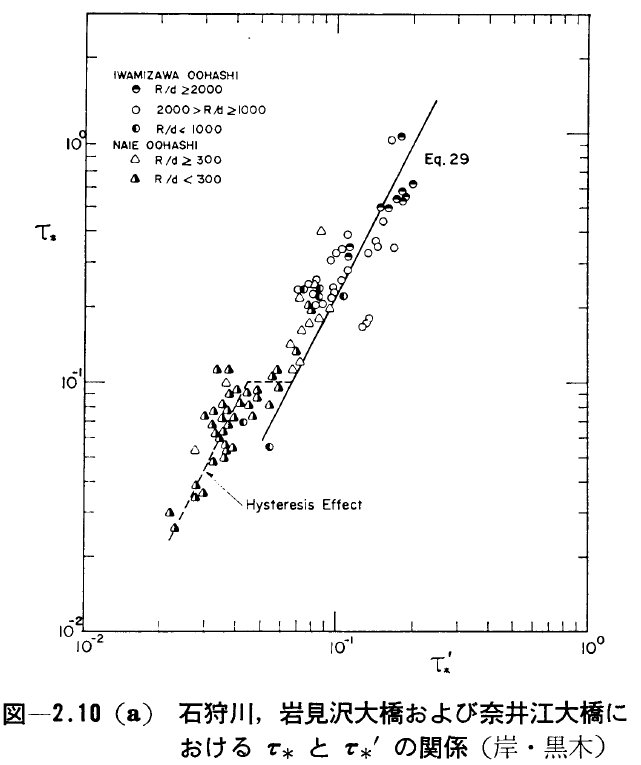 IWAMIZAWA OOHASHI
R/d ≥2000
2000>R/d≥1000
R/d<1000
NAIE OOHASHI
R/d ≥ 300
R/d < 300
10⁰
Eq. 29
τ*
10⁻¹
Hysteresis Effect
10⁻²
10⁻² 10⁻¹ 10⁰
τ*′
図―2.10 (a) 石狩川，岩見沢大橋および奈井江大橋に
おける τ* と τ*′ の関係（岸・黒木）